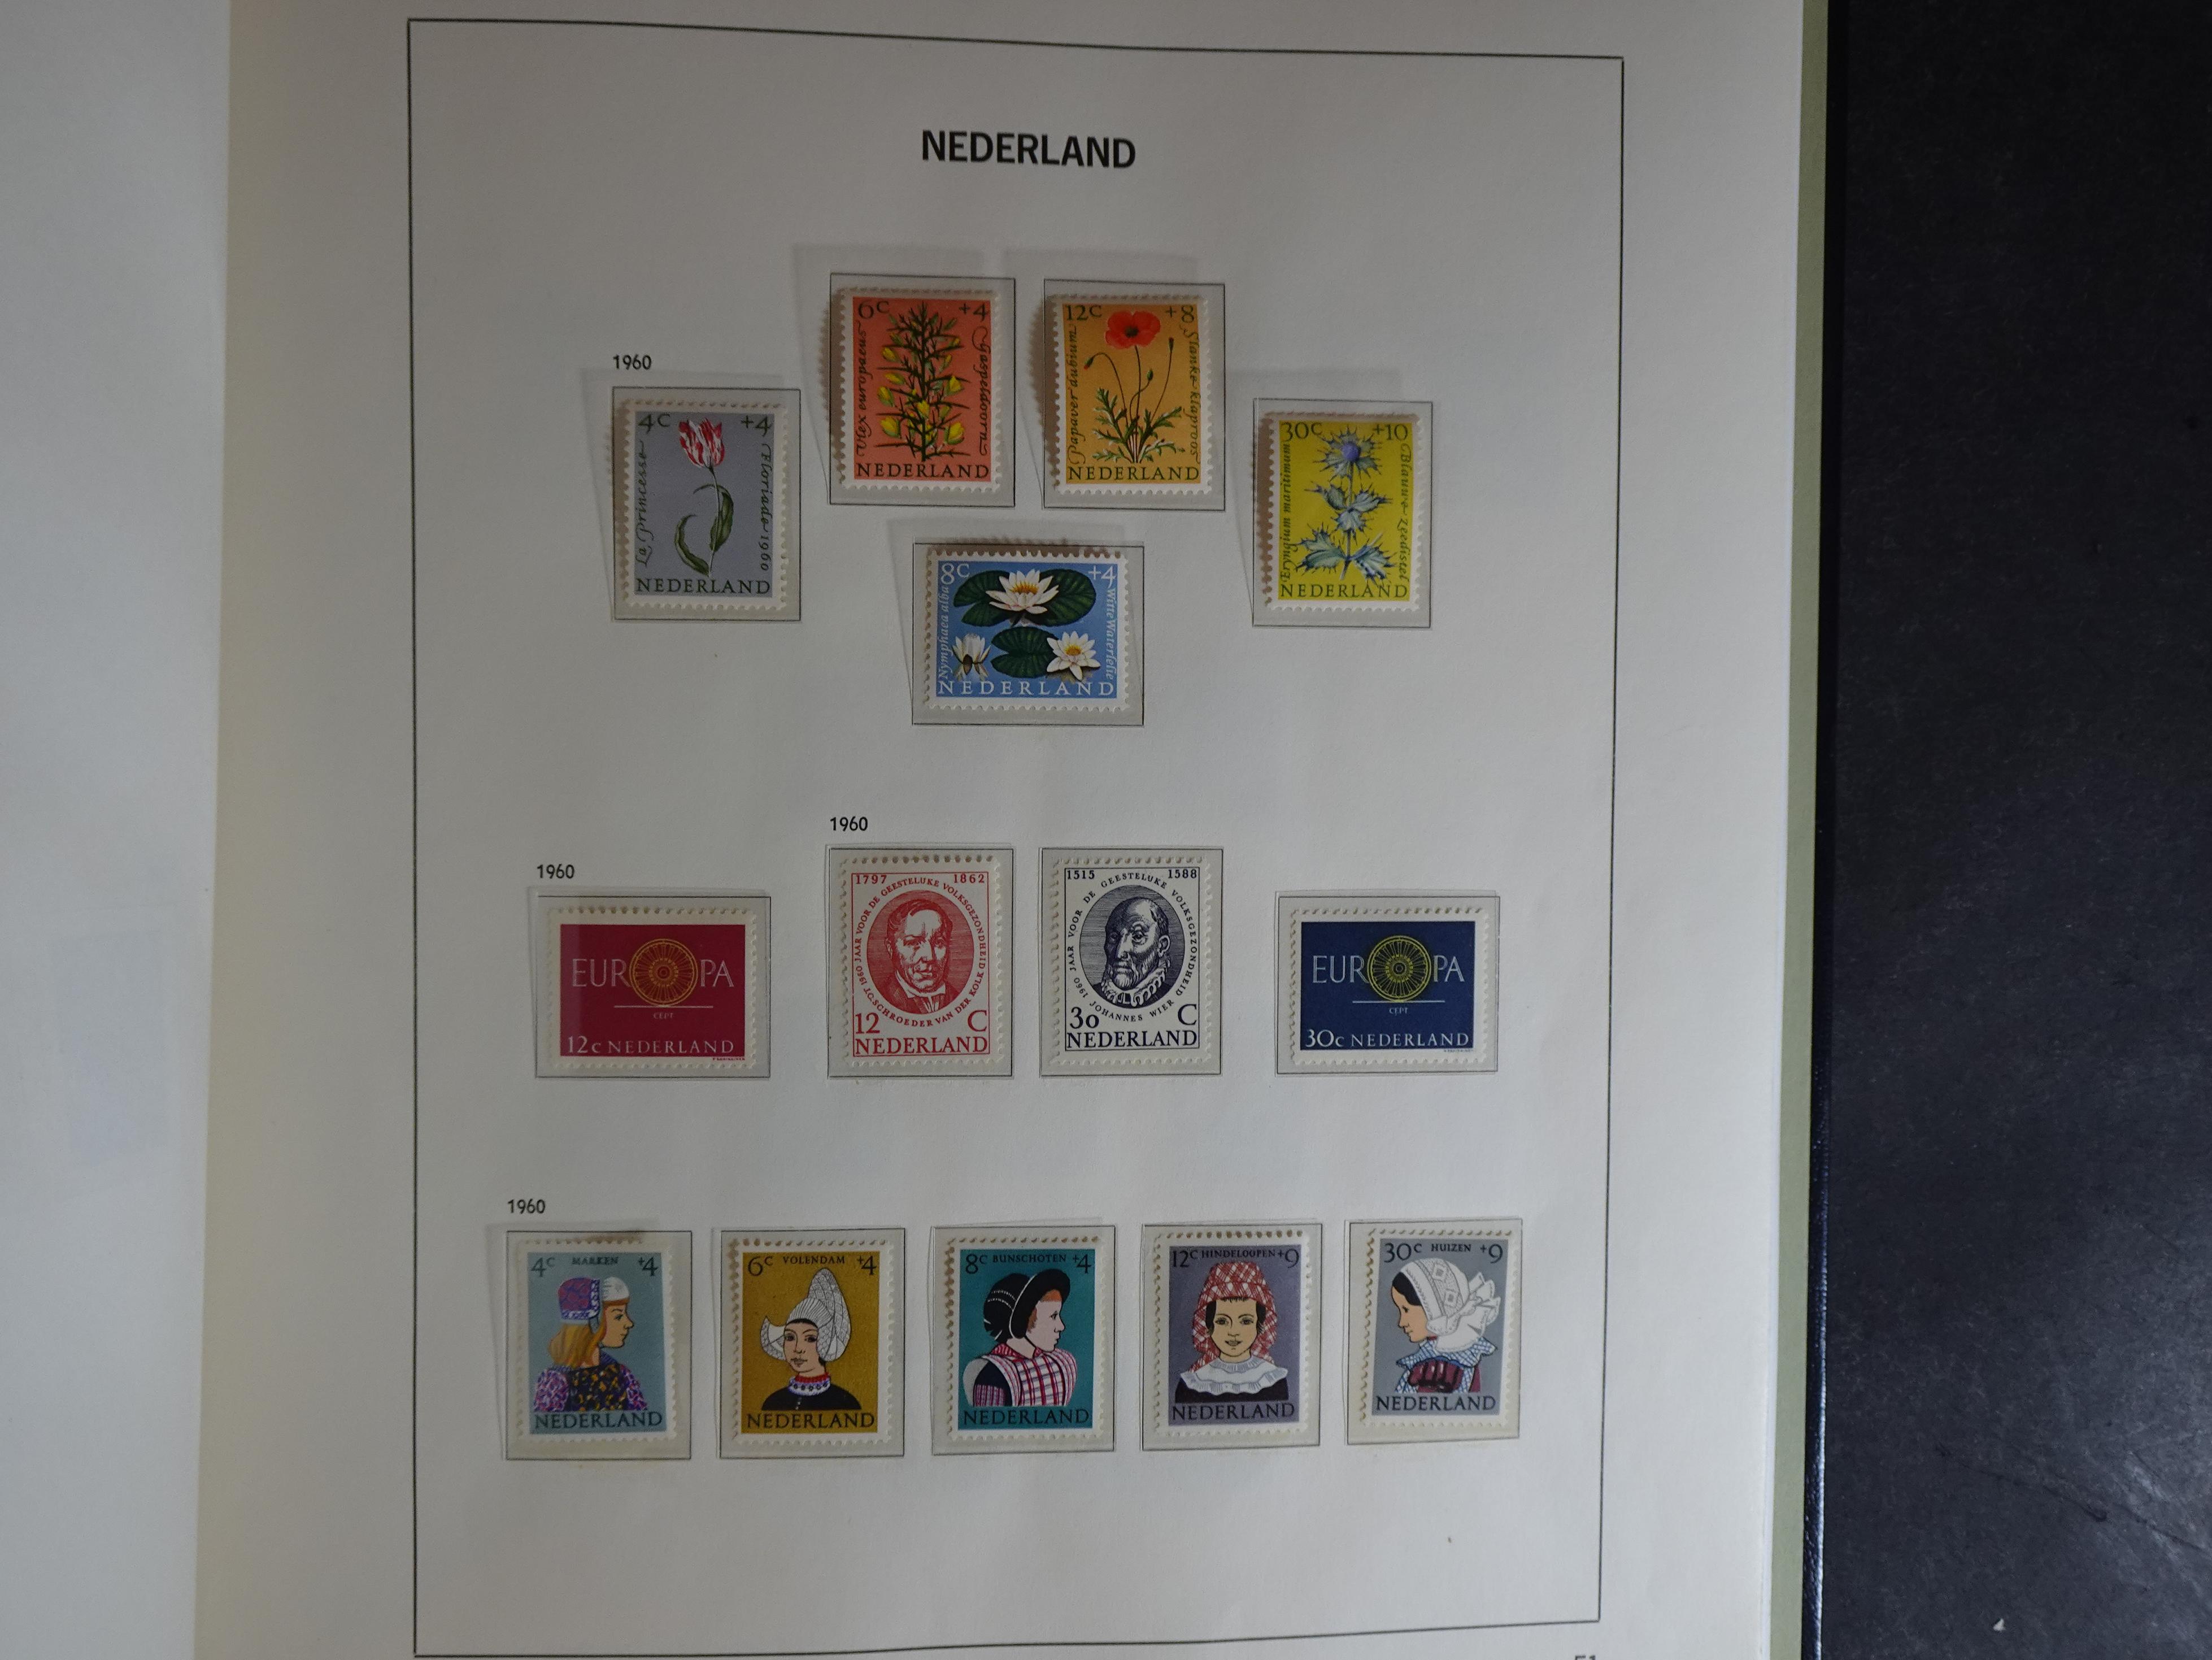 NEDERLAND
1960
4c +4
La Princesse
Floriade 1960
NEDERLAND
6c +4
Ulex europaeus
Gaspeldoorn
NEDERLAND
12c +8
Papaver dubium
Slanke klaproos
NEDERLAND
30c +10
Eryngium maritimum
Blauwe zeedistel
NEDERLAND
8c +4
Nymphaea alba
Witte Waterlelie
NEDERLAND
1960
EUROPA
CEPT
12c NEDERLAND
1960
1797 1862
1960 JAAR VOOR DE GEESTELIJKE VOLKSGEZONDHEID
J.C. SCHROEDER VAN DER KOLK
12 C
NEDERLAND
1515 1588
1960 JAAR VOOR DE GEESTELIJKE VOLKSGEZONDHEID
JOHANNES WIER
30 C
NEDERLAND
EUROPA
CEPT
30c NEDERLAND
1960
4c MARKEN +4
NEDERLAND
6c VOLENDAM +4
NEDERLAND
8c BUNSCHOTEN +4
NEDERLAND
12c HINDELOOPEN +9
NEDERLAND
30c HUIZEN +9
NEDERLAND